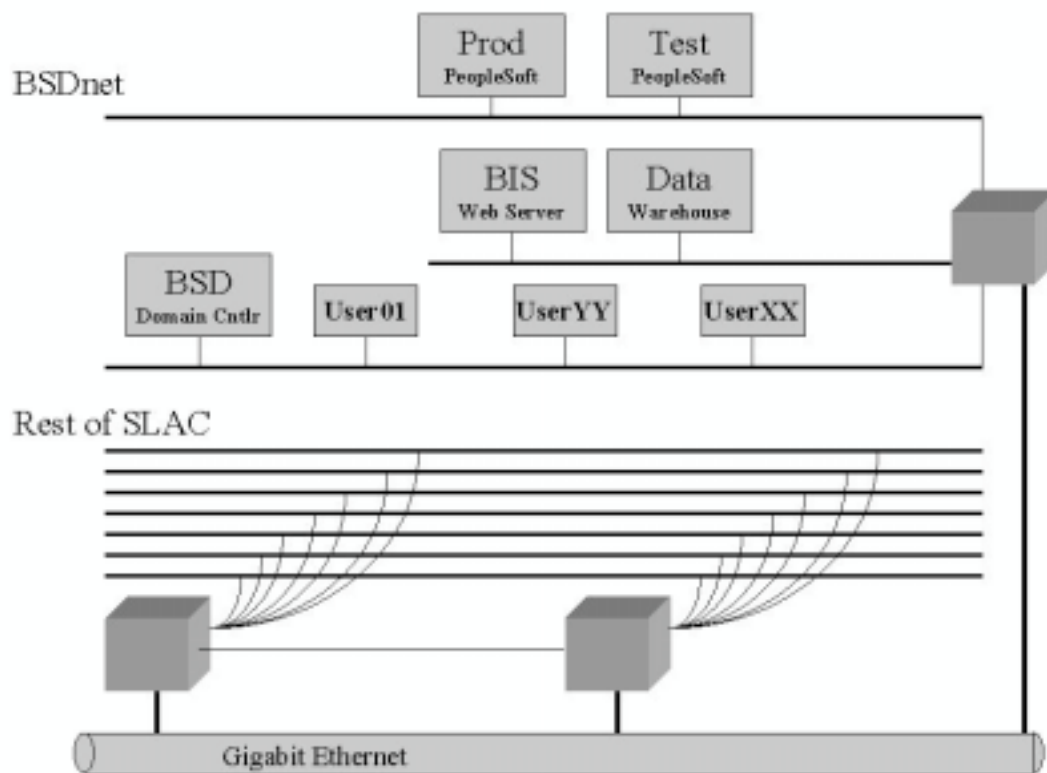 Prod
PeopleSoft
Test
PeopleSoft
BSDnet
BIS
Web Server
Data
Warehouse
BSD
Domain Cntlr
User01
UserYY
UserXX
Rest of SLAC
Gigabit Ethernet